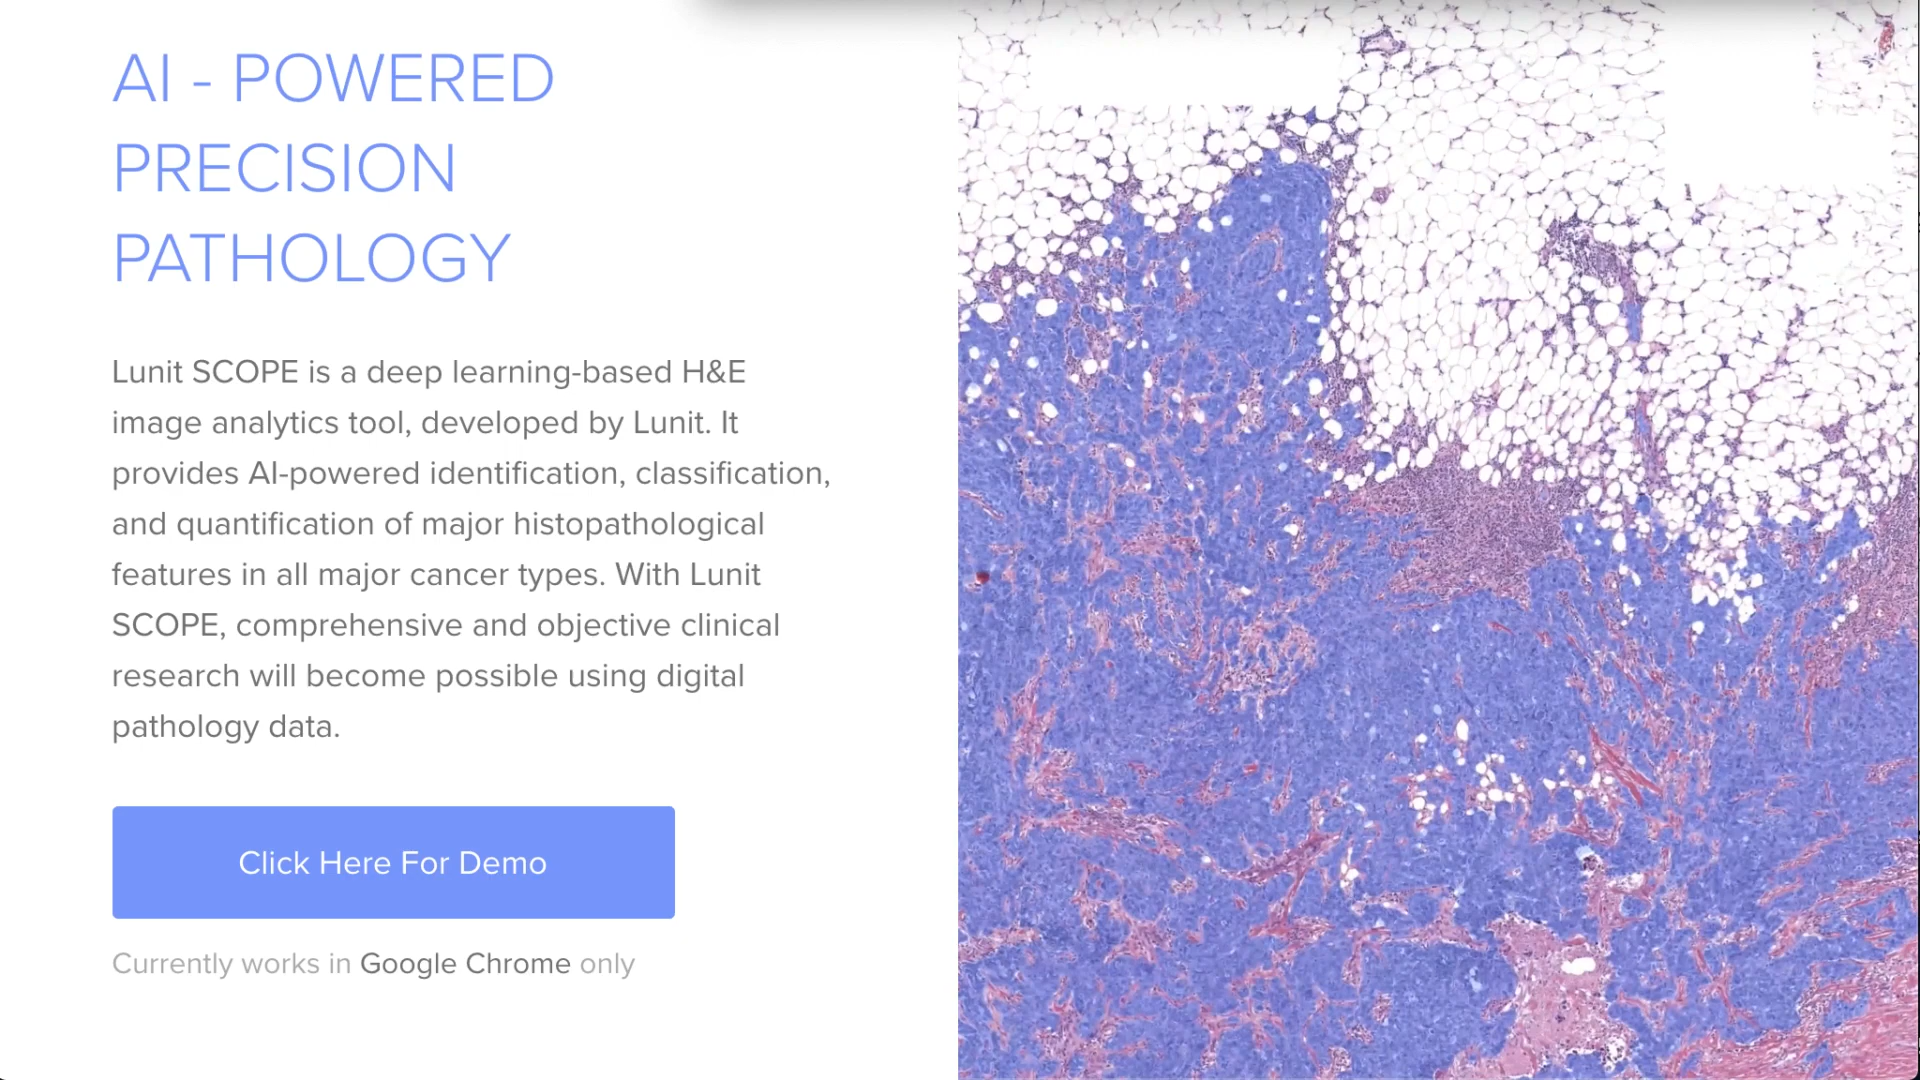 AI - POWERED
PRECISION
PATHOLOGY
Lunit SCOPE is a deep learning-based H&E
image analytics tool, developed by Lunit. It
provides AI-powered identification, classification,
and quantification of major histopathological
features in all major cancer types. With Lunit
SCOPE, comprehensive and objective clinical
research will become possible using digital
pathology data.
Click Here For Demo
Currently works in Google Chrome only